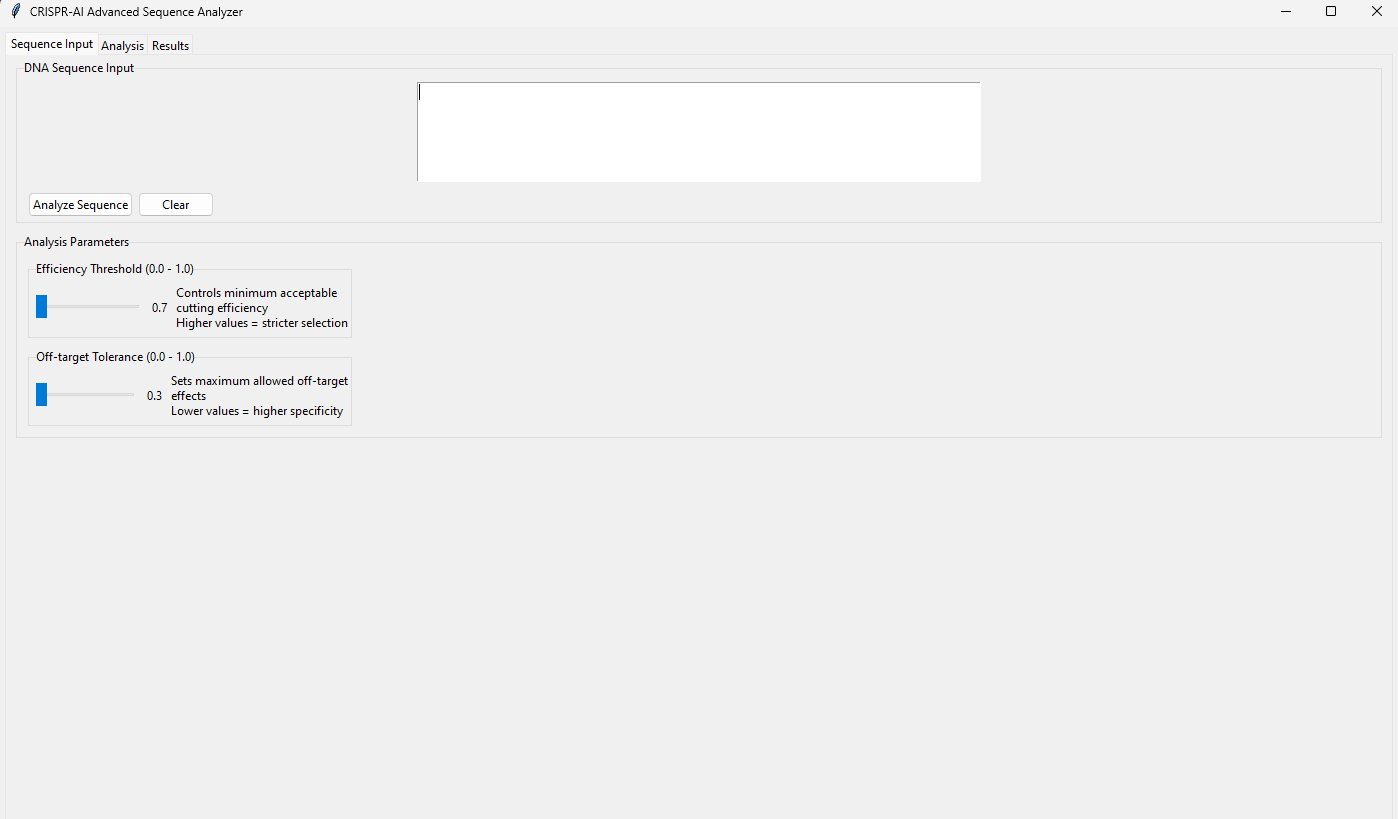 CRISPR-AI Advanced Sequence Analyzer
Sequence Input Analysis Results
DNA Sequence Input
Analyze Sequence Clear
Analysis Parameters
Efficiency Threshold (0.0 - 1.0)
0.7
Controls minimum acceptable
cutting efficiency
Higher values = stricter selection
Off-target Tolerance (0.0 - 1.0)
0.3
Sets maximum allowed off-target
effects
Lower values = higher specificity